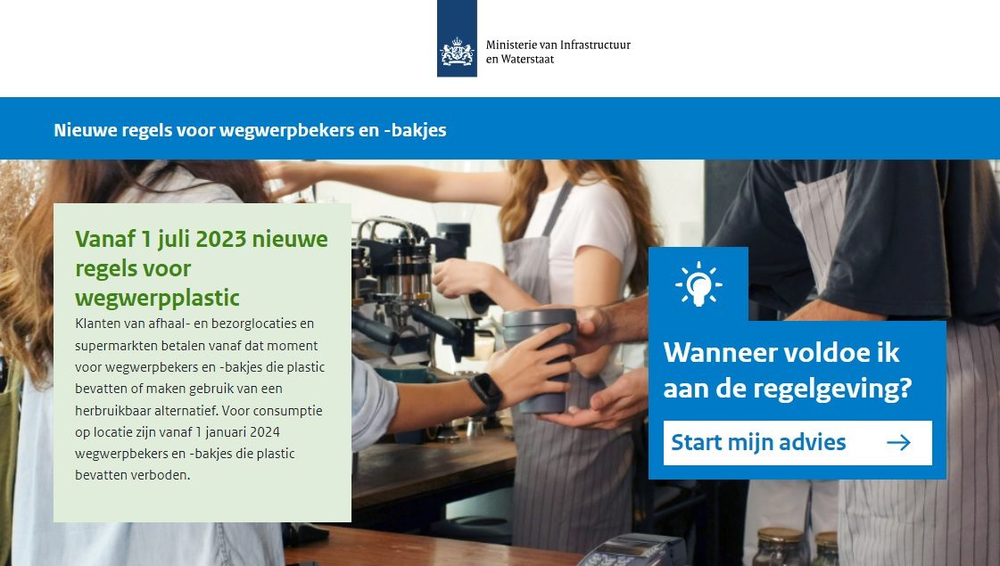 Ministerie van Infrastructuur
en Waterstaat
Nieuwe regels voor wegwerpbekers en -bakjes
Vanaf 1 juli 2023 nieuwe
regels voor
wegwerpplastic
Klanten van afhaal- en bezorglocaties en
supermarkten betalen vanaf dat moment
voor wegwerpbekers en -bakjes die plastic
bevatten of maken gebruik van een
herbruikbaar alternatief. Voor consumptie
op locatie zijn vanaf 1 januari 2024
wegwerpbekers en -bakjes die plastic
bevatten verboden.
Wanneer voldoe ik
aan de regelgeving?
Start mijn advies